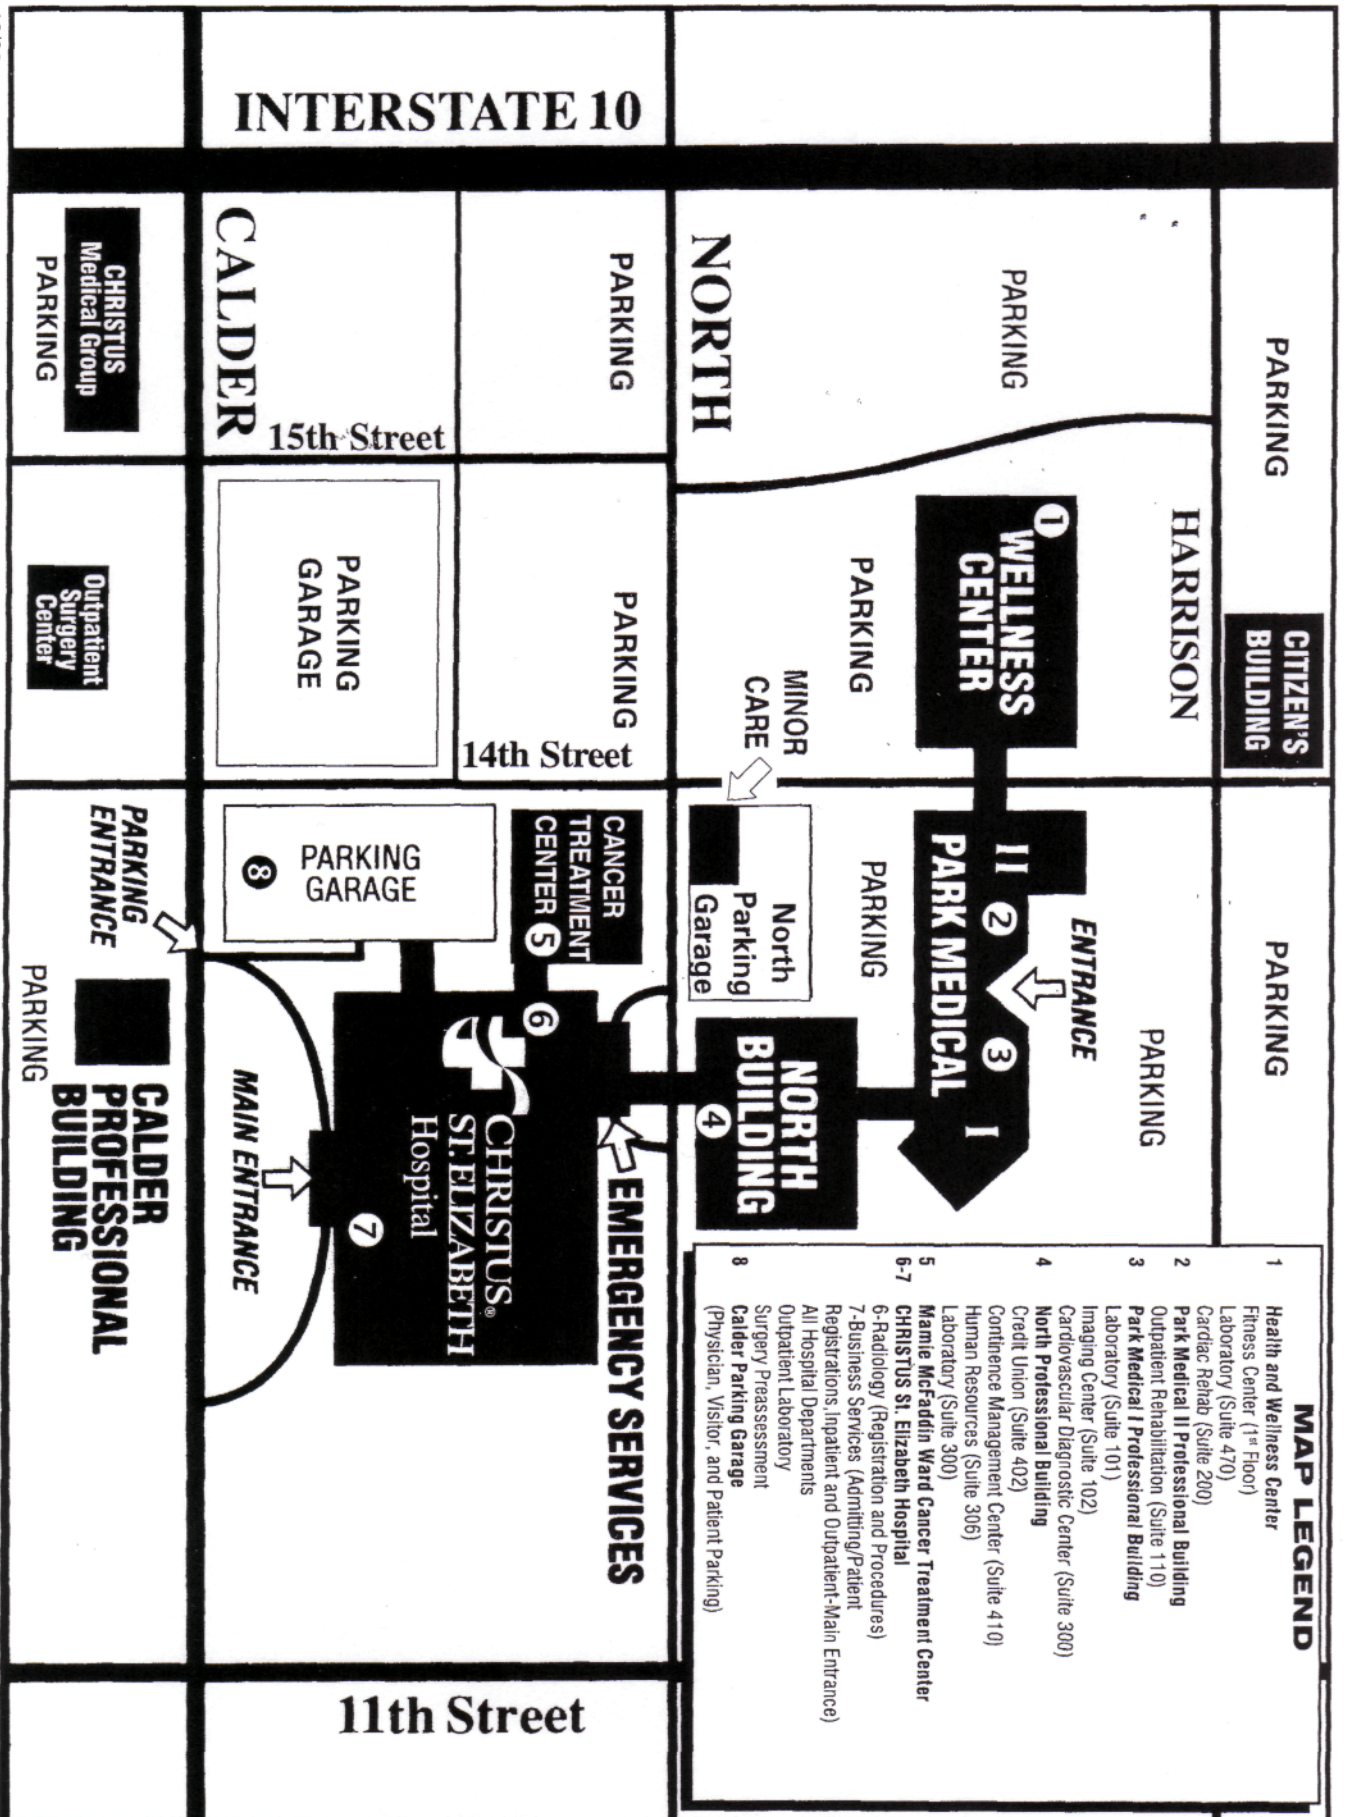 INTERSTATE 10
CITIZEN'S
BUILDING
PARKING
PARKING
HARRISON
PARKING
1 WELLNESS
CENTER
PARKING
II 2
3 I
PARK MEDICAL
ENTRANCE
PARKING
PARKING
NORTH
MINOR
CARE
North
Parking
Garage
NORTH
BUILDING
4
PARKING
PARKING
15th Street
14th Street
CANCER
TREATMENT
CENTER 5
EMERGENCY SERVICES
6
CHRISTUS®
ST. ELIZABETH
Hospital
7
PARKING
GARAGE
PARKING
GARAGE
8
CALDER
MAIN ENTRANCE
PARKING
ENTRANCE
CHRISTUS
Medical Group
PARKING
Outpatient
Surgery
Center
CALDER
PROFESSIONAL
BUILDING
PARKING
11th Street
MAP LEGEND
1 Health and Wellness Center
Fitness Center (1st Floor)
Laboratory (Suite 470)
Cardiac Rehab (Suite 200)
2 Park Medical II Professional Building
Outpatient Rehabilitation (Suite 110)
3 Park Medical I Professional Building
Laboratory (Suite 101)
Imaging Center (Suite 102)
Cardiovascular Diagnostic Center (Suite 300)
4 North Professional Building
Credit Union (Suite 402)
Continence Management Center (Suite 410)
Human Resources (Suite 306)
Laboratory (Suite 300)
5 Mamie McFaddin Ward Cancer Treatment Center
6-7 CHRISTUS St. Elizabeth Hospital
6-Radiology (Registration and Procedures)
7-Business Services (Admitting/Patient
Registrations, Inpatient and Outpatient-Main Entrance)
All Hospital Departments
Outpatient Laboratory
Surgery Preassessment
8 Calder Parking Garage
(Physician, Visitor, and Patient Parking)